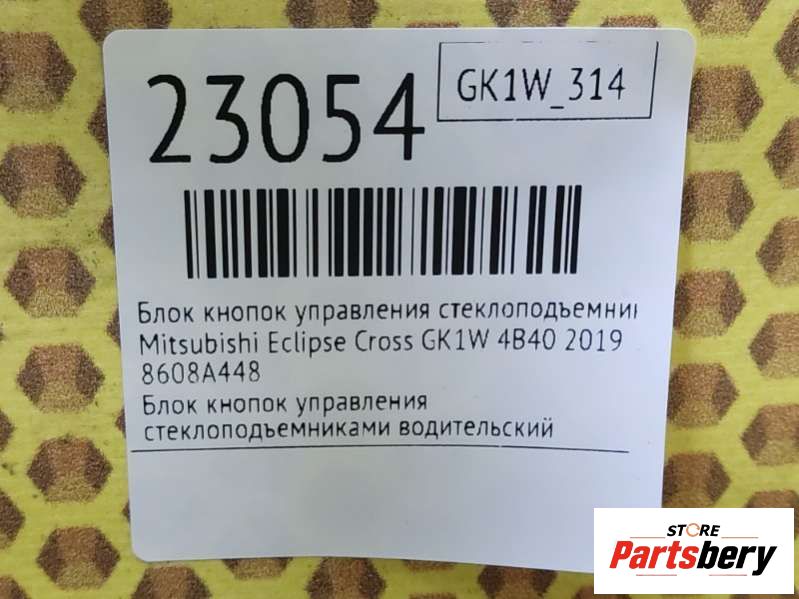 23054
GK1W_314
Блок кнопок управления стеклоподъемни
Mitsubishi Eclipse Cross GK1W 4B40 2019
8608A448
Блок кнопок управления
стеклоподъемниками водительский
STORE
Partsbery